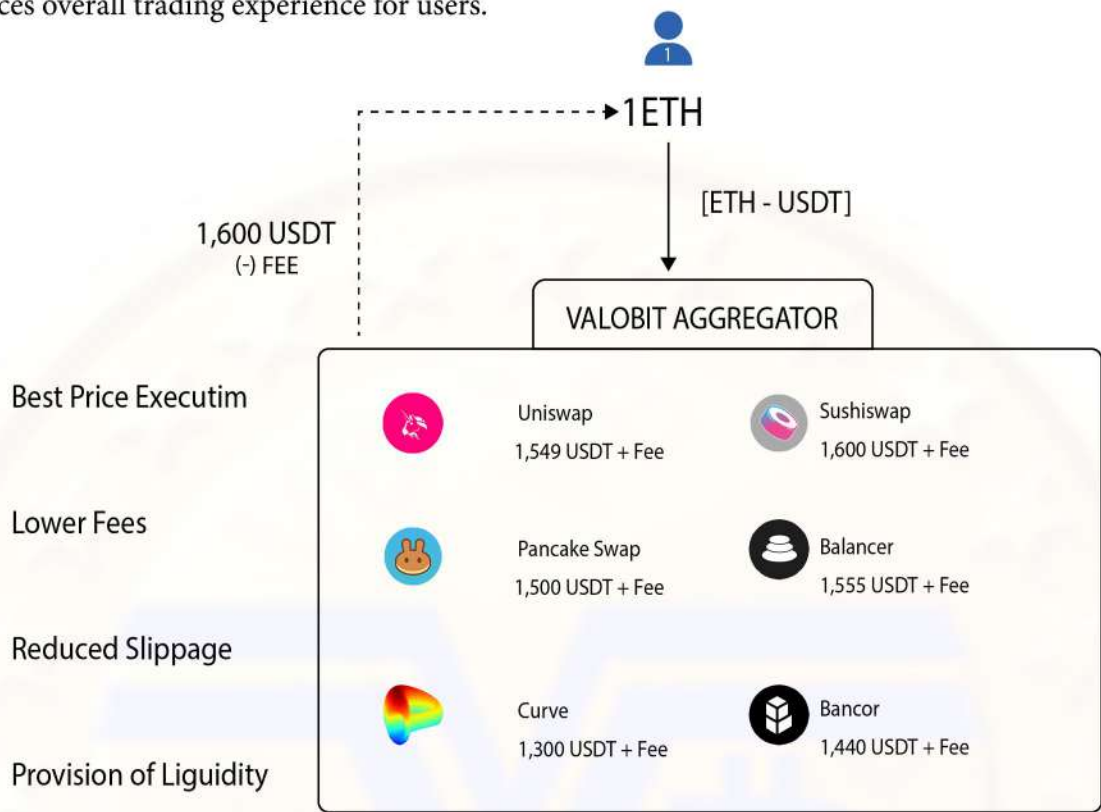 ces overall trading experience for users.
1
1ETH
[ETH - USDT]
1,600 USDT
(-) FEE
VALOBIT AGGREGATOR
Best Price Executim
Uniswap
1,549 USDT + Fee
Sushiswap
1,600 USDT + Fee
Lower Fees
Pancake Swap
1,500 USDT + Fee
Balancer
1,555 USDT + Fee
Reduced Slippage
Curve
1,300 USDT + Fee
Bancor
1,440 USDT + Fee
Provision of Liguidity